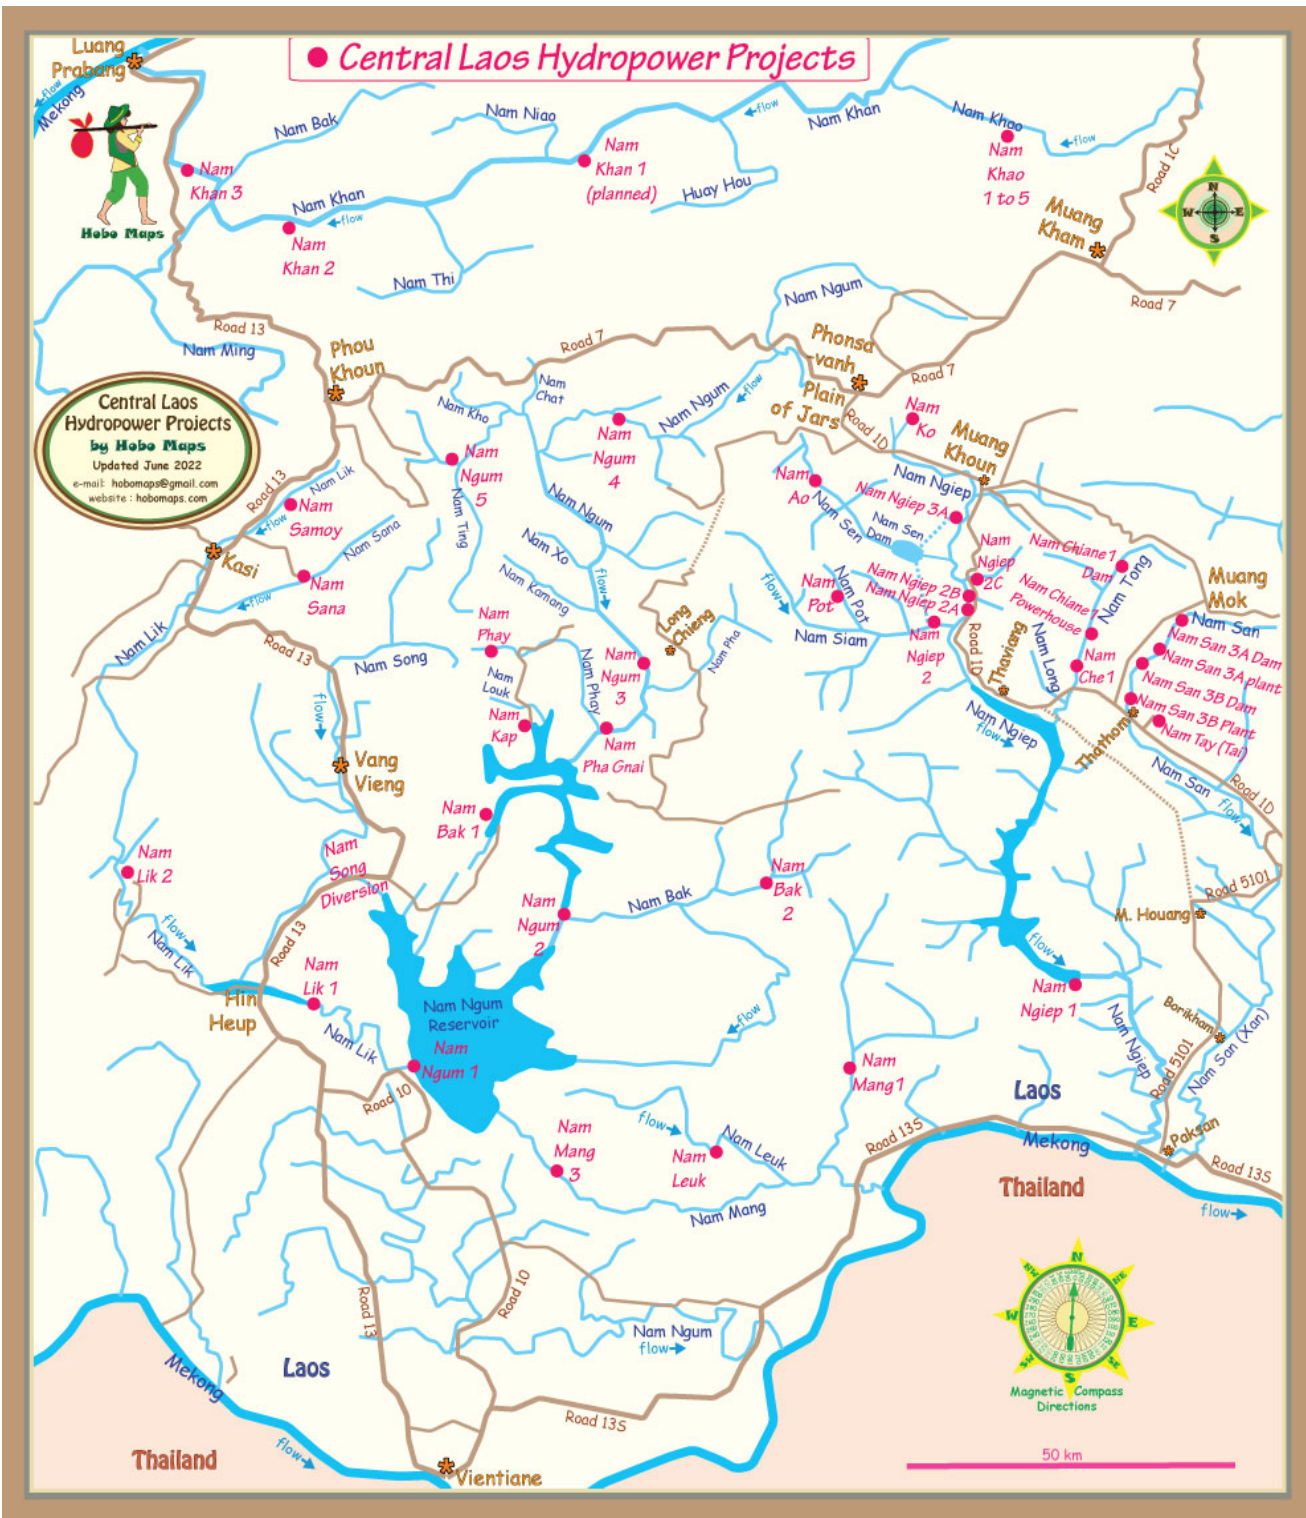 Central Laos Hydropower Projects
Luang
Prabang
flow
Mekong
Hobo Maps
Nam Bak
Nam Niao
Nam
Khan 1
(planned)
flow
Nam Khan
Nam Khao
flow
Nam
Khao
1 to 5
Road 1C
N
W E
S
Nam
Khan 3
Nam Khan
flow
Nam
Khan 2
Huay Hou
Nam Thi
Muang
Kham
Road 7
Nam Ngum
Road 13
Nam Ming
Phou
Khoun
Road 7
Phonsa
-vanh
Plain
of Jars
Road 7
Central Laos
Hydropower Projects
by Hobo Maps
Updated June 2022
e-mail: hobomaps@gmail.com
website : hobomaps.com
Nam Kho
Nam
Chat
Nam Ngum
flow
Nam
Ngum
4
Nam
Ngum
5
Nam Ting
Nam Ngum
Road 1D
Nam
Ko
Muang
Khoun
Nam
Ao
Nam Ngiep
Nam Ngiep 3A
Nam Sen
Nam Sen
Dam
Road 13
Nam Lik
flow
Nam
Samoy
Nam Sana
Kasi
Nam
Sana
flow
Nam Xo
Nam Kamang
flow
flow
Nam
Pot
Nam Pot
Nam Siam
Nam
Ngiep
2C
Nam Ngiep 2B
Nam Ngiep 2A
Nam
Ngiep
2
Road 1D
Thaviang
Nam Chiane 1
Dam
Nam Chiane 1
Powerhouse
Nam Tong
Nam Long
Nam
Che 1
Muang
Mok
Nam San
Nam San 3A Dam
Nam San 3A plant
Nam San 3B Dam
Nam San 3B Plant
Nam Tay (Tai)
Thathom
Nam San
flow
Road 1D
Nam Lik
Road 13
Nam Song
Nam
Phay
Nam
Louk
Nam
Kap
Nam Phay
Nam
Ngum
3
Nam
Pha Gnai
Long
Chieng
Nam Pha
flow
Vang
Vieng
Nam
Bak 1
Nam Ngiep
flow
Nam
Lik 2
Nam
Song
Diversion
Nam
Ngum
2
Nam Bak
Nam
Bak
2
Road 5101
M. Houang
flow
Nam Lik
Road 13
Nam
Lik 1
Hin
Heup
Nam Lik
Nam Ngum
Reservoir
Nam
Ngum 1
flow
flow
Nam
Ngiep 1
Nam Ngiep
Borikham
Nam San (Xan)
Road 5101
Road 10
Nam
Mang 1
Laos
Nam
Mang
3
flow
Nam Leuk
Nam
Leuk
Nam Mang
Road 13S
Mekong
Paksan
Road 13S
flow
Thailand
Road 13
Road 10
Nam Ngum
flow
N
NW NE
W E
SW SE
S
Magnetic Compass
Directions
Mekong
Laos
Road 13S
flow
Thailand
Vientiane
50 km